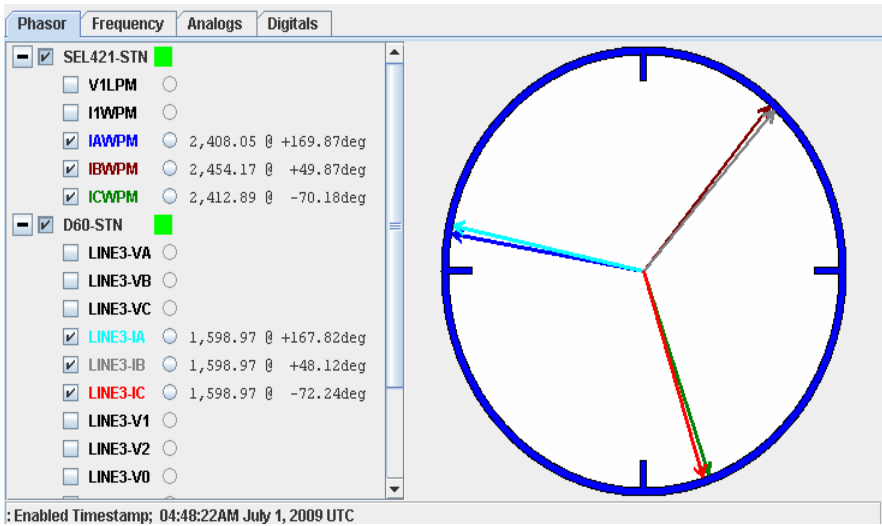 Phasor Frequency Analogs Digitals
SEL421-STN
V1LPM
I1WPM
IAWPM 2,408.05 @ +169.87deg
IBWPM 2,454.17 @ +49.87deg
ICWPM 2,412.89 @ -70.18deg
D60-STN
LINE3-VA
LINE3-VB
LINE3-VC
LINE3-IA 1,598.97 @ +167.82deg
LINE3-IB 1,598.97 @ +48.12deg
LINE3-IC 1,598.97 @ -72.24deg
LINE3-V1
LINE3-V2
LINE3-V0
: Enabled Timestamp; 04:48:22AM July 1, 2009 UTC